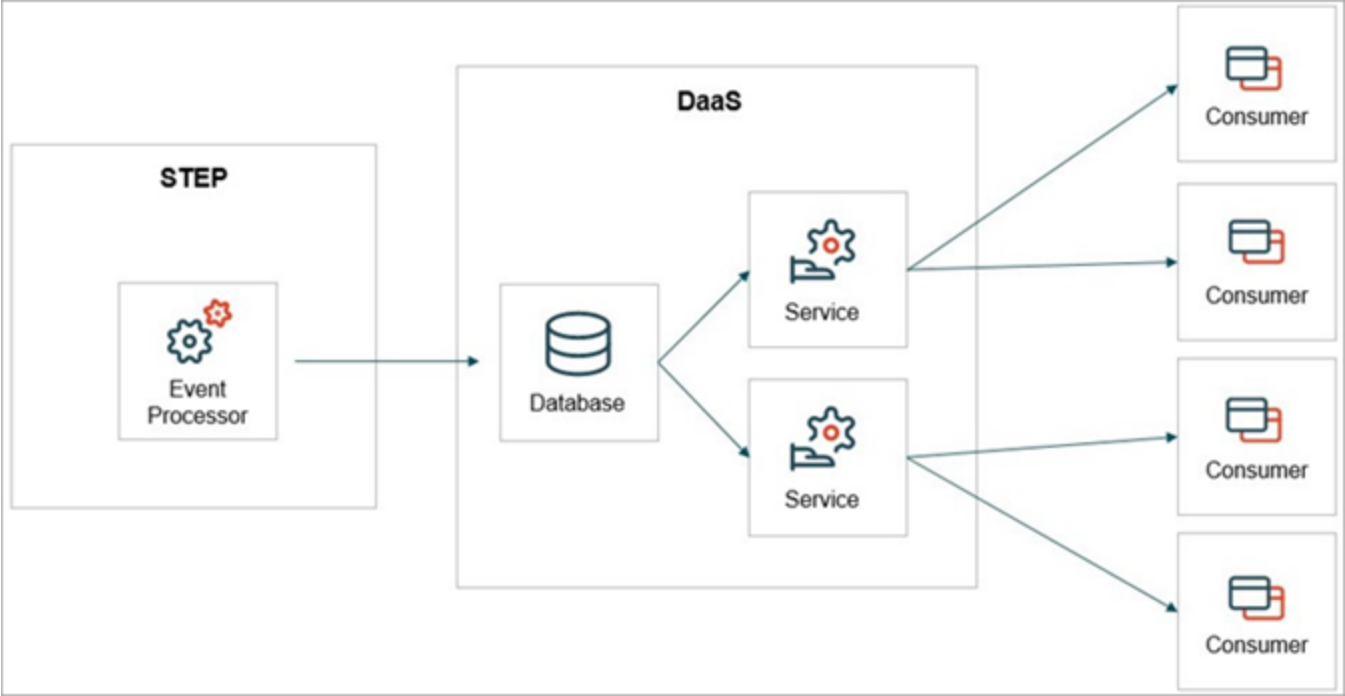 STEP
Event
Processor
DaaS
Database
Service
Service
Consumer
Consumer
Consumer
Consumer